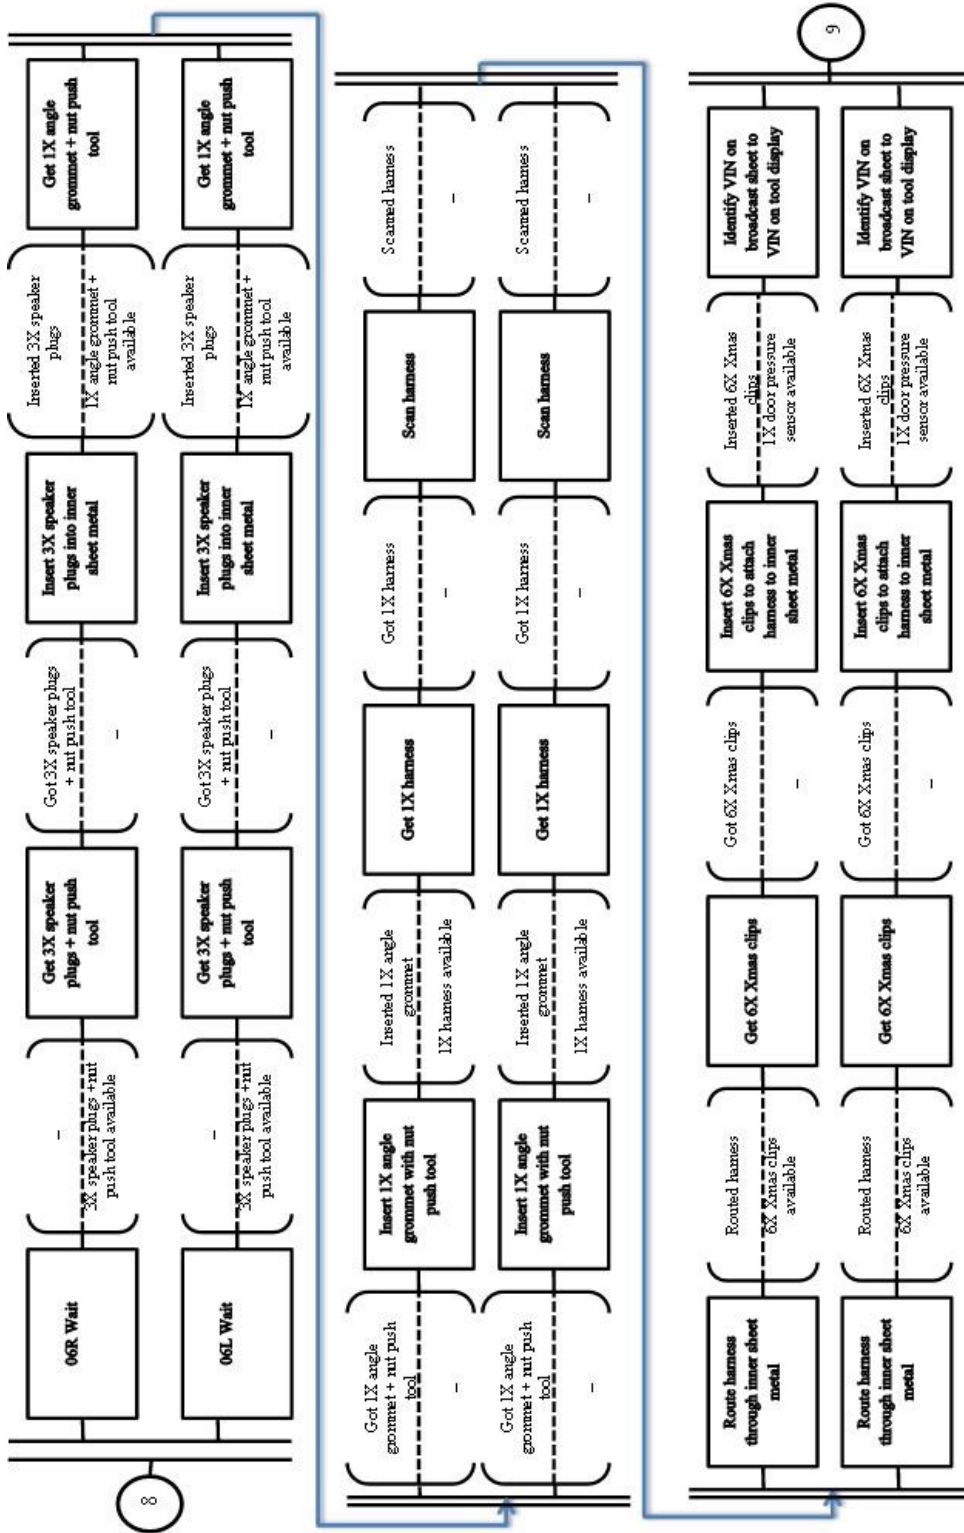 8
06R Wait
–
3X speaker plugs +nut
push tool available
Get 3X speaker
plugs + nut push
tool
Got 3X speaker plugs
+ nut push tool
–
Insert 3X speaker
plugs into inner
sheet metal
Inserted 3X speaker
plugs
1X angle grommet +
nut push tool
available
Get 1X angle
grommet + nut push
tool
06L Wait
–
3X speaker plugs +nut
push tool available
Get 3X speaker
plugs + nut push
tool
Got 3X speaker plugs
+ nut push tool
–
Insert 3X speaker
plugs into inner
sheet metal
Inserted 3X speaker
plugs
1X angle grommet +
nut push tool
available
Get 1X angle
grommet + nut push
tool
Got 1X angle
grommet + nut push
tool
–
Insert 1X angle
grommet with nut
push tool
Inserted 1X angle
grommet
1X harness available
Get 1X harness
Got 1X harness
–
Scan harness
Scanned harness
–
Got 1X angle
grommet + nut push
tool
–
Insert 1X angle
grommet with nut
push tool
Inserted 1X angle
grommet
1X harness available
Get 1X harness
Got 1X harness
–
Scan harness
Scanned harness
–
Route harness
through inner sheet
metal
Routed harness
6X Xmas clips
available
Get 6X Xmas clips
Got 6X Xmas clips
–
Insert 6X Xmas
clips to attach
harness to inner
sheet metal
Inserted 6X Xmas
clips
1X door pressure
sensor available
Identify VIN on
broadcast sheet to
VIN on tool display
Route harness
through inner sheet
metal
Routed harness
6X Xmas clips
available
Get 6X Xmas clips
Got 6X Xmas clips
–
Insert 6X Xmas
clips to attach
harness to inner
sheet metal
Inserted 6X Xmas
clips
1X door pressure
sensor available
Identify VIN on
broadcast sheet to
VIN on tool display
9